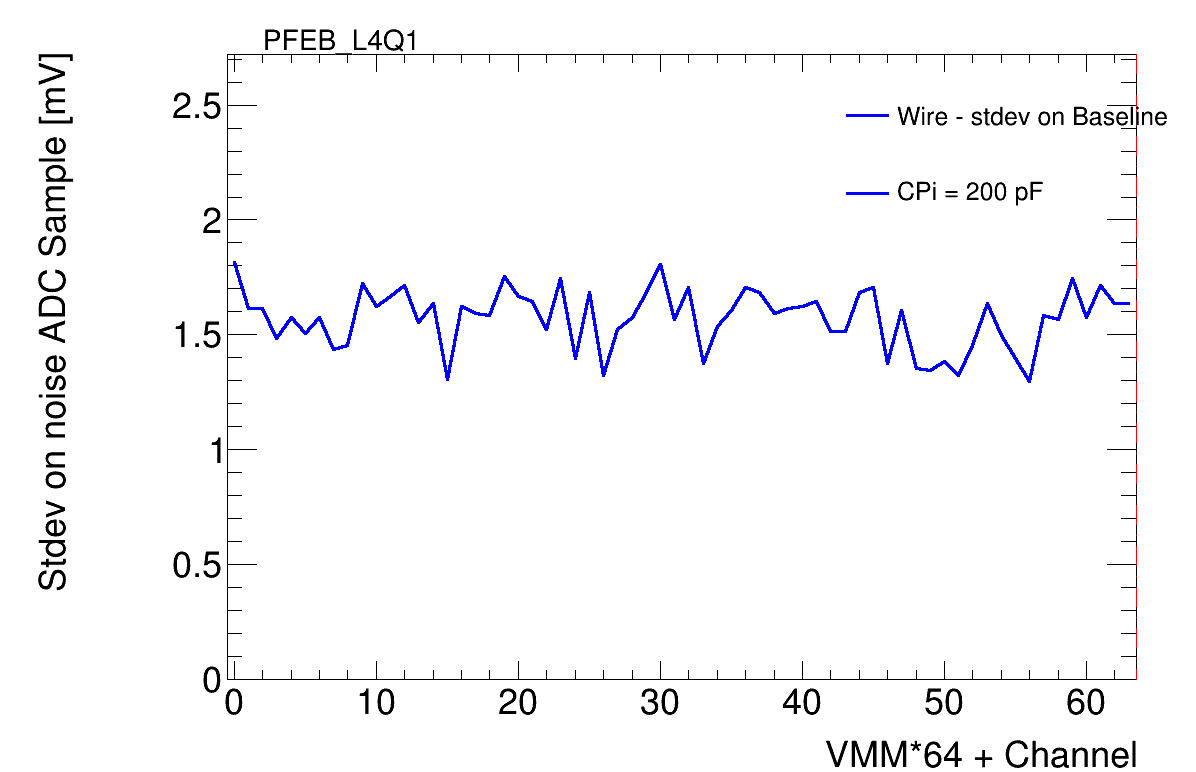 PFEB_L4Q1
Stdev on noise ADC Sample [mV]
2.5
2
1.5
1
0.5
0
Wire - stdev on Baseline
CPi = 200 pF
0 10 20 30 40 50 60
VMM*64 + Channel